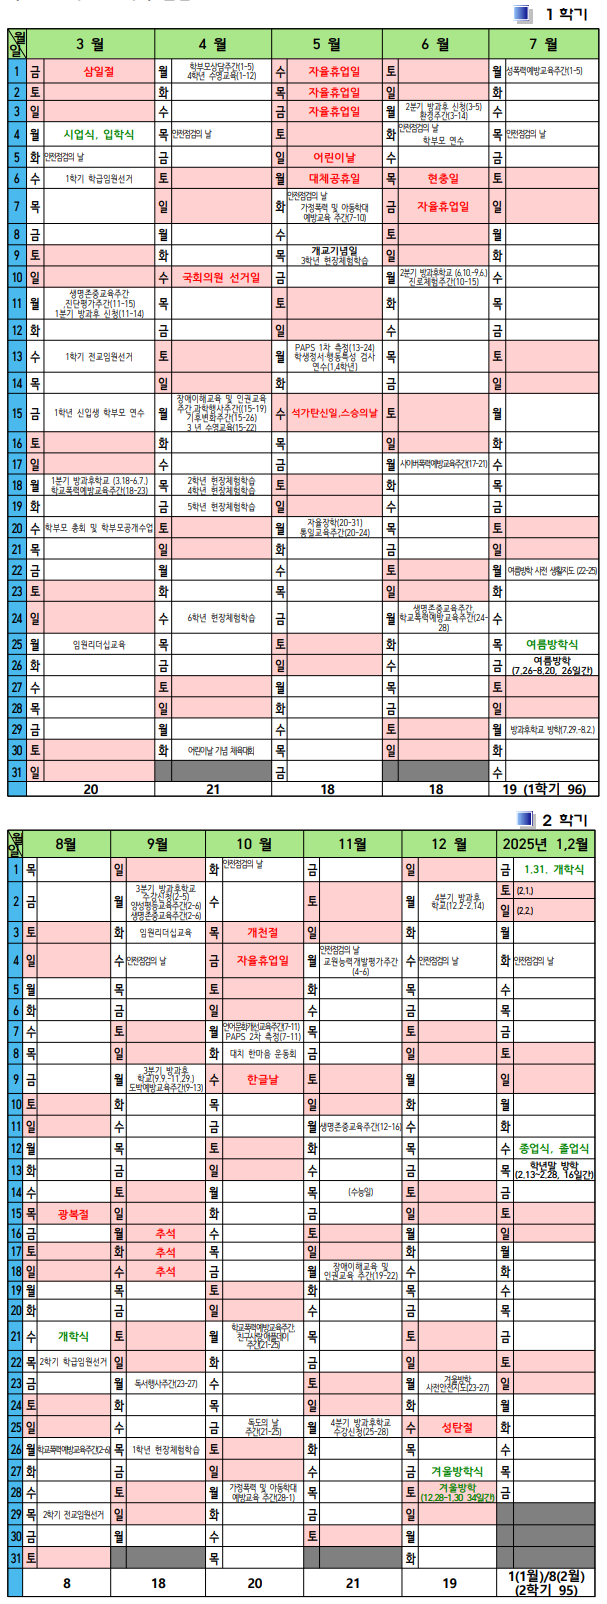 1 학기
월 일 3 월 4 월 5 월 6 월 7 월
1 금 삼일절 월 학부모상담주간(1-5)
4학년 수영교육(1-12) 수 자율휴업일 토 월 성폭력예방교육주간(1-5)
2 토 화 목 자율휴업일 일 화
3 일 수 금 자율휴업일 월 2분기 방과후 신청(3-5)
환경주간(3-14) 수
4 월 시업식, 입학식 목 안전점검의 날 토 화 안전점검의 날
학부모 연수 목 안전점검의 날
5 화 안전점검의 날 금 일 어린이날 수 금
6 수 1학기 학급임원선거 토 월 대체공휴일 목 현충일 토
7 목 일 화 안전점검의 날
가정폭력 및 아동학대
예방교육 주간(7-10) 금 자율휴업일 일
8 금 월 수 토 월
9 토 화 목 개교기념일
3학년 현장체험학습 일 화
10 일 수 국회의원 선거일 금 월 2분기 방과후학교(6.10.-9.6.)
진로체험주간(10-15) 수
11 월 생명존중교육주간
,진단평가주간(11-15)
1분기 방과후 신청(11-14) 목 토 화 목
12 화 금 일 수 금
13 수 1학기 전교임원선거 토 월 PAPS 1차 측정(13-24)
학생정서·행동특성 검사
연수(1,4학년) 목 토
14 목 일 화 금 일
15 금 1학년 신입생 학부모 연수 월 장애이해교육 및 인권교육
주간,과학행사주간((15-19)
기후변화주간(15-26)
3 년 수영교육(15-22) 수 석가탄신일,스승의날 토 월
16 토 화 목 일 화
17 일 수 금 월 사이버폭력예방교육주간(17-21) 수
18 월 1분기 방과후학교 (3.18-6.7.)
학교폭력예방교육주간(18-23) 목 2학년 현장체험학습
4학년 현장체험학습 토 화 목
19 화 금 5학년 현장체험학습 일 수 금
20 수 학부모 총회 및 학부모공개수업 토 월 자율장학(20-31)
통일교육주간(20-24) 목 토
21 목 일 화 금 일
22 금 월 수 토 월 여름방학 사전 생활지도 (22-25)
23 토 화 목 일 화
24 일 수 6학년 현장체험학습 금 월 생명존중교육주간,
학교폭력예방교육주간(24-
28) 수
25 월 임원리더십교육 목 토 화 목 여름방학식
26 화 금 일 수 금 여름방학
(7.26-8.20, 26일간)
27 수 토 월 목 토
28 목 일 화 금 일
29 금 월 수 토 월 방과후학교 방학(7.29.-8.2.)
30 토 화 어린이날 기념 체육대회 목 일 화
31 일 금 수
20 21 18 18 19 (1학기 96)
2 학기
월 일 8월 9월 10 월 11월 12 월 2025년 1,2월
1 목 일 화 안전점검의 날 금 일 금 1.31. 개학식
2 금 월 3분기 방과후학교
수강신청(2-5)
양성평등교육주간(2-6)
생명존중교육주간(2-6) 수 토 월 4분기 방과후
학교(12.2-2.14) 토 (2.1.)
일 (2.2.)
3 토 화 임원리더십교육 목 개천절 일 화 월
4 일 수 안전점검의 날 금 자율휴업일 월 안전점검의 날
교원능력개발평가주간
(4-6) 수 안전점검의 날 화 안전점검의 날
5 월 목 토 화 목 수
6 화 금 일 수 금 목
7 수 토 월 언어문화개선교육주간(7-11)
PAPS 2차 측정(7-11) 목 토 금
8 목 일 화 대치 한마음 운동회 금 일 토
9 금 월 3분기 방과후
학교(9.9.-11.29.)
도박예방교육주간(9-13) 수 한글날 토 월 일
10 토 화 목 일 화 월
11 일 수 금 월 생명존중교육주간(12-16) 수 화
12 월 목 토 화 목 수 종업식, 졸업식
13 화 금 일 수 금 목 학년말 방학
(2.13~2.28, 16일간)
14 수 토 월 목 (수능일) 토 금
15 목 광복절 일 화 금 일 토
16 금 월 추석 수 토 월 일
17 토 화 추석 목 일 화 월
18 일 수 추석 금 월 장애이해교육 및
인권교육 주간(19-22) 수 화
19 월 목 토 화 목 수
20 화 금 일 수 금 목
21 수 개학식 토 월 학교폭력예방교육주간,
친구사랑,애플데이
주간(21-25) 목 토 금
22 목 2학기 학급임원선거 일 화 금 일 토
23 금 월 독서행사주간(23-27) 수 토 월 겨울방학
사전안전지도(23-27) 일
24 토 화 목 일 화 월
25 일 수 금 독도의 날
주간(21-25) 월 4분기 방과후학교
수강신청(25-28) 수 성탄절 화
26 월 학교폭력예방교육주간(2-6) 목 1학년 현장체험학습 토 화 목 수
27 화 금 일 수 금 겨울방학식 목
28 수 토 월 가정폭력 및 아동학대
예방교육 주간(28-1) 목 토 겨울방학
(12.28-1.30 34일간) 금
29 목 2학기 전교임원선거 일 화 금 일
30 금 월 수 토 월
31 토 목 화
8 18 20 21 19 1(1월)/8(2월)
(2학기 95)